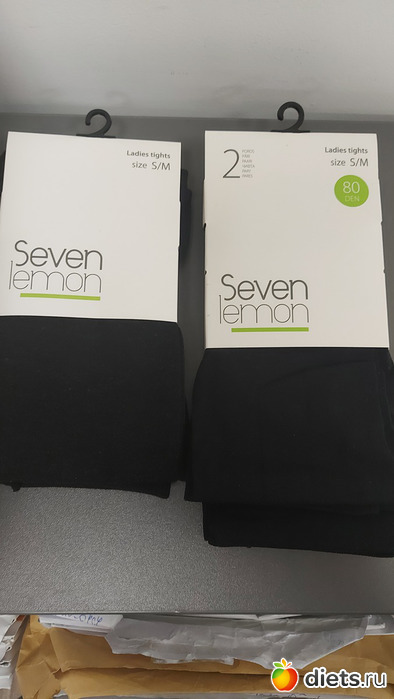 Ladies tights
size S/M
Seven
lemon
2
Ladies tights
size S/M
80
DEN
Seven
lemon
diets.ru